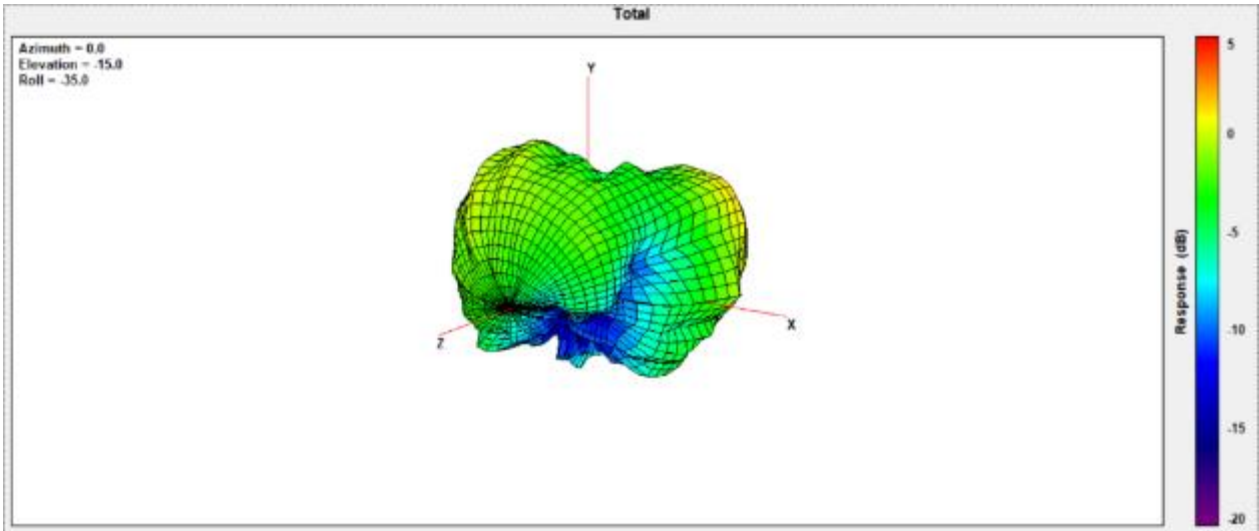 Total
Azimuth = 0.0
Elevation = -15.0
Roll = -35.0
Y
X
Z
5
0
-5
-10
-15
-20
Response (dB)